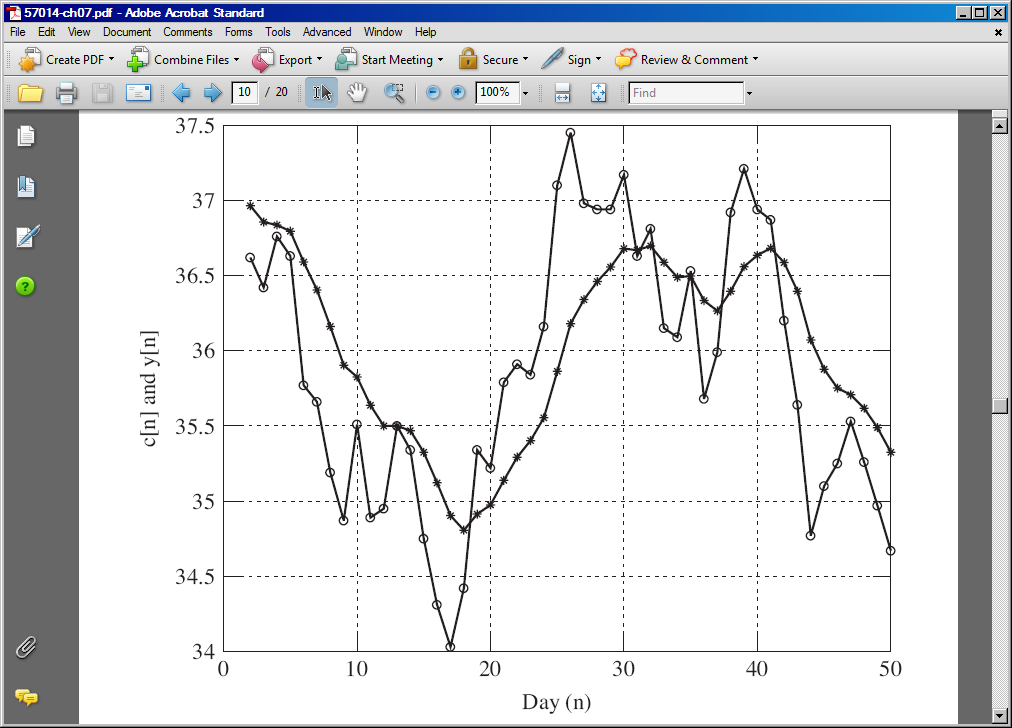 57014-ch07.pdf - Adobe Acrobat Standard
File Edit View Document Comments Forms Tools Advanced Window Help
Create PDF Combine Files Export Start Meeting Secure Sign Review & Comment
10 / 20 100% Find
37.5
37
36.5
36
35.5
35
34.5
34
c[n] and y[n]
0 10 20 30 40 50
Day (n)